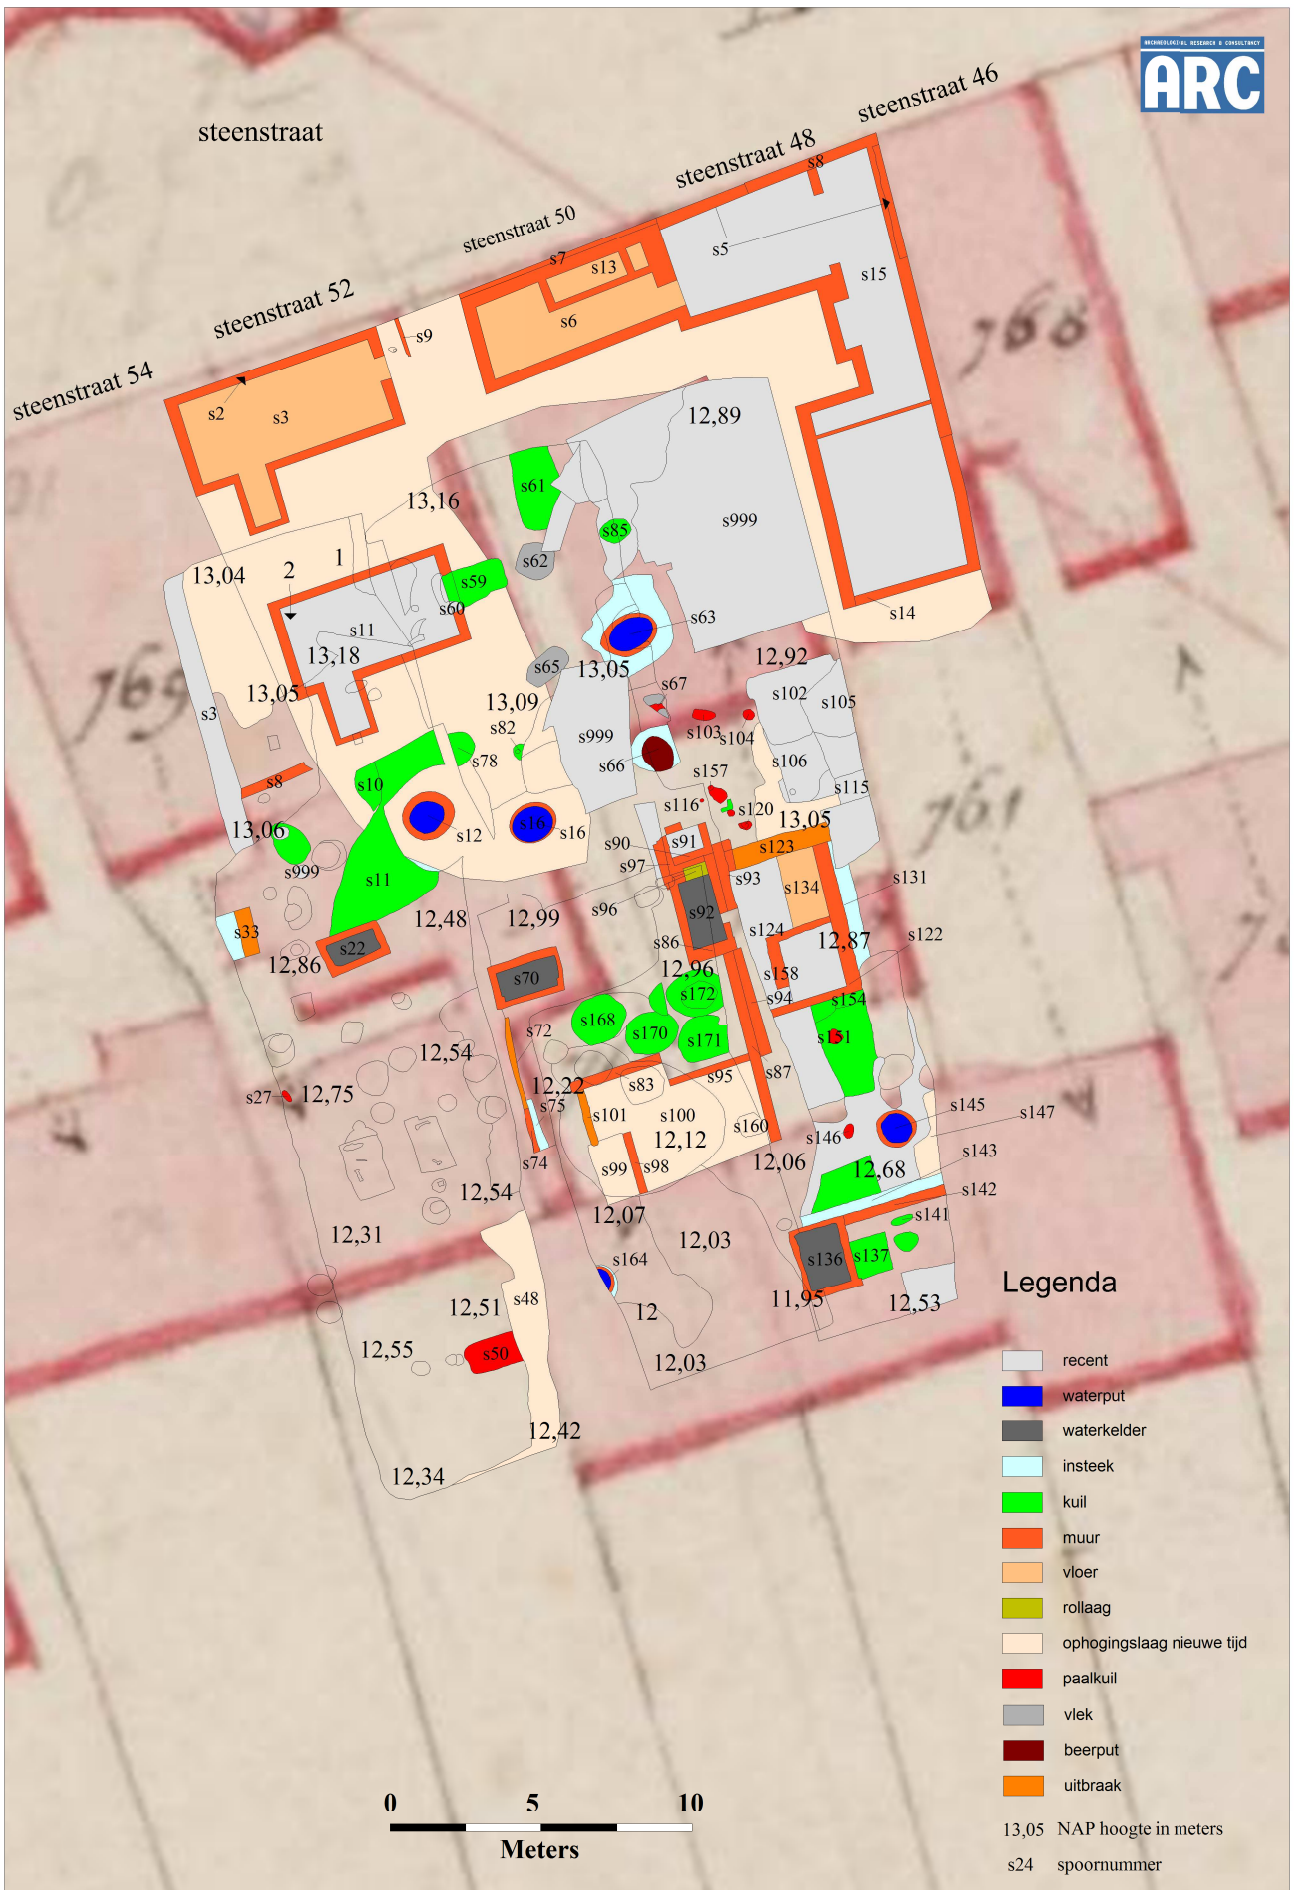 ARCHAEOLOGICAL RESEARCH & CONSULTANCY
ARC
steenstraat
steenstraat 46
steenstraat 48
steenstraat 50
steenstraat 52
steenstraat 54
s8
s5
s7
s13
s15
s6
s9
s2
s3
12,89
768
s61
13,16
s999
s85
1
s62
13,04
2
s59
s60
s14
s63
s11
13,18
12,92
13,05
s65
765
13,05
s67
s102
s105
13,09
s3
s103
s104
s82
s999
s78
s66
s106
s8
s10
s157
s115
s116
s120
761
13,06
s12
s16
s16
13,05
s90
s91
s123
s999
s97
s93
s11
s134
s131
s96
s92
12,48
12,99
s124
s33
s22
s86
12,87
s122
12,86
12,96
s70
s158
s172
s94
s154
s168
s170
s171
s151
s72
12,54
s87
s95
12,22
s83
s27
12,75
s75
s101
s100
s145
s147
s160
s146
12,12
s74
s99
s98
12,06
12,68
s143
12,54
s142
12,07
s141
12,31
12,03
s137
s136
s164
s48
11,95
12,53
12,51
12
12,55
s50
12,03
12,42
12,34
Legenda
recent
waterput
waterkelder
insteek
kuil
muur
vloer
rollaag
ophogingslaag nieuwe tijd
paalkuil
vlek
beerput
uitbraak
13,05 NAP hoogte in meters
s24 spoornummer
0 5 10
Meters